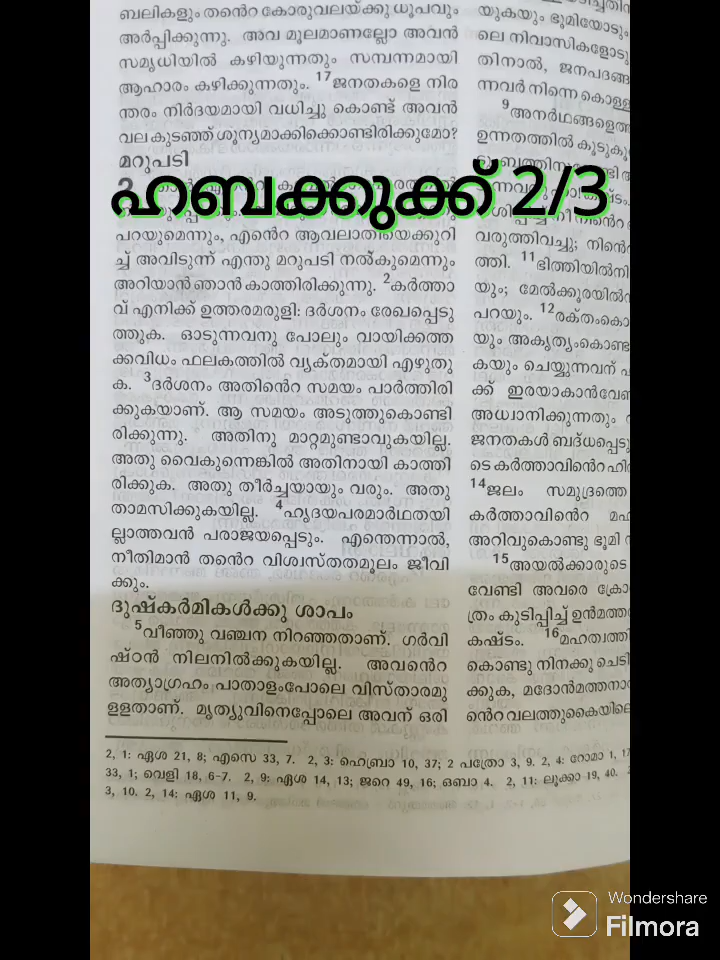 ബലികളും തൻെറ കോരുവലയ്ക്കു ധൂപവും
അർപ്പിക്കുന്നു. അവ മൂലമാണല്ലോ അവൻ
സമൃധിയിൽ കഴിയുന്നതും സമ്പന്നമായി
ആഹാരം കഴിക്കുന്നതും. 17ജനതകളെ നിര
ന്തരം നിർദയമായി വധിച്ചു കൊണ്ട് അവൻ
വല കുടഞ്ഞ് ശൂന്യമാക്കിക്കൊണ്ടിരിക്കുമോ?
മറുപടി
ഹബക്കുക്ക് 2/3
പറയുമെന്നും, എൻെറ ആവലാതിയെക്കുറി
ച്ച് അവിടുന്ന് എന്തു മറുപടി നൽകുമെന്നും
അറിയാൻ ഞാൻ കാത്തിരിക്കുന്നു. 2കർത്താ
വ് എനിക്ക് ഉത്തരമരുളി: ദർശനം രേഖപ്പെടു
ത്തുക. ഓടുന്നവനു പോലും വായിക്കത്ത
ക്കവിധം ഫലകത്തിൽ വ്യക്തമായി എഴുതു
ക. 3ദർശനം അതിൻെറ സമയം പാർത്തിരി
ക്കുകയാണ്. ആ സമയം അടുത്തുകൊണ്ടി
രിക്കുന്നു. അതിനു മാറ്റമുണ്ടാവുകയില്ല.
അതു വൈകുന്നെങ്കിൽ അതിനായി കാത്തി
രിക്കുക. അതു തീർച്ചയായും വരും. അതു
താമസിക്കുകയില്ല. 4ഹൃദയപരമാർഥതയി
ല്ലാത്തവൻ പരാജയപ്പെടും. എന്തെന്നാൽ,
നീതിമാൻ തൻെറ വിശ്വസ്തതമൂലം ജീവി
ക്കും.
ദുഷ്കർമികൾക്കു ശാപം
5വീഞ്ഞു വഞ്ചന നിറഞ്ഞതാണ്. ഗർവി
ഷ്ഠൻ നിലനിൽക്കുകയില്ല. അവൻെറ
അത്യാഗ്രഹം പാതാളംപോലെ വിസ്താരമു
ള്ളതാണ്. മൃത്യുവിനെപ്പോലെ അവന് ഒരി
2, 1: ഏശ 21, 8; എസെ 33, 7. 2, 3: ഹെബ്രാ 10, 37; 2 പത്രോ 3, 9. 2, 4: റോമാ 1, 17
33, 1; വെളി 18, 6-7. 2, 9: ഏശ 14, 13; ജറെ 49, 16; ഒബാ 4. 2, 11: ലൂക്കാ 19, 40.
3, 10. 2, 14: ഏശ 11, 9.
യുകയും ഭൂമിയോടും
ലെ നിവാസികളോടു
തിനാൽ, ജനപദങ്ങ
ന്നവർ നിന്നെ കൊള്ള
9അനർഥങ്ങളെത്ത
ഉന്നതത്തിൽ കൂടുകൂ
വരുത്തിവച്ചു; നിൻെ
ത്തി. 11ഭിത്തിയിൽനി
യും; മേൽക്കൂരയിൽ
പറയും. 12രക്തംകൊ
യും അകൃത്യംകൊണ്ട
കയും ചെയ്യുന്നവന്
ക്ക് ഇരയാകാൻവേണ്
അധ്വാനിക്കുന്നതും
ജനതകൾ ബദ്ധപ്പെടു
ടെ കർത്താവിൻെറ ഹി
14ജലം സമുദ്രത്തെ
കർത്താവിൻെറ മഹ
അറിവുകൊണ്ടു ഭൂമി
15അയൽക്കാരുടെ
വേണ്ടി അവരെ ക്രോ
ത്രം കുടിപ്പിച്ച് ഉൻമത്ത
കഷ്ടം. 16മഹത്വത്തി
കൊണ്ടു നിനക്കു ചെടി
ക്കുക, മദോൻമത്തനാ
ൻെറ വലത്തുകൈയിലെ
Wondershare
Filmora